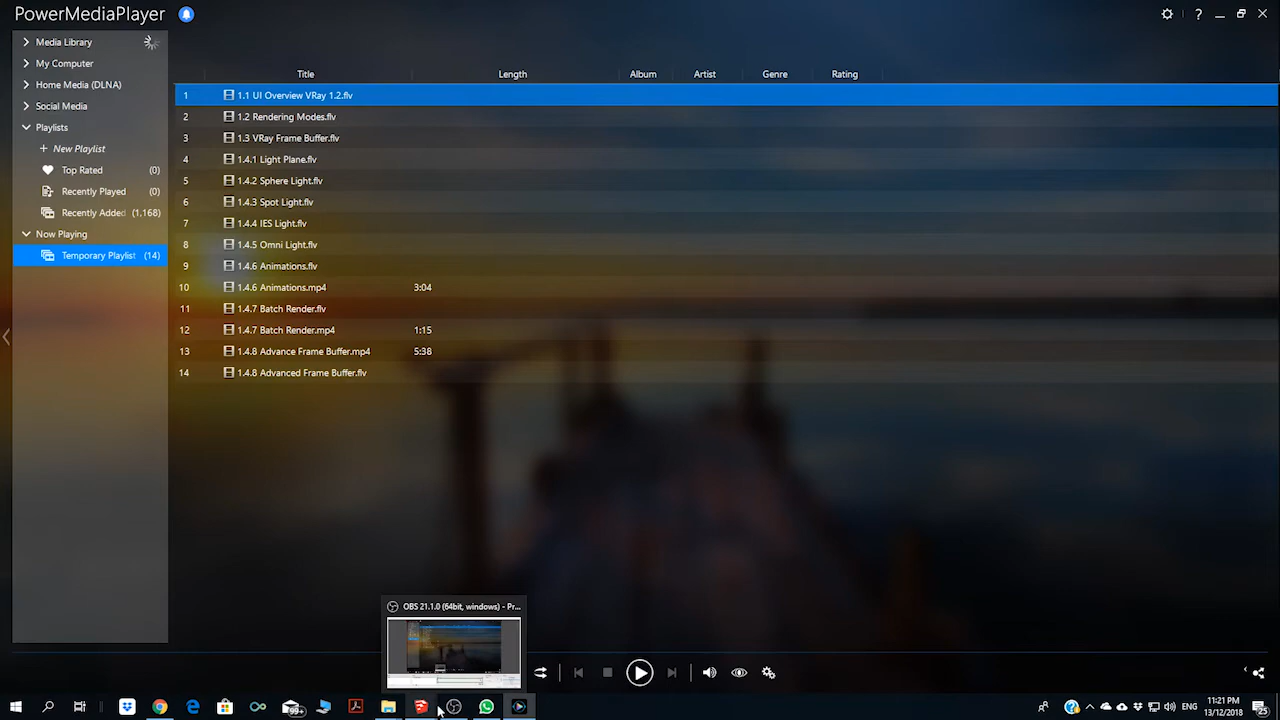 PowerMediaPlayer
Media Library
My Computer
Home Media (DLNA)
Social Media
Playlists
+ New Playlist
Top Rated (0)
Recently Played (0)
Recently Added (1,168)
Now Playing
Temporary Playlist (14)
Title Length Album Artist Genre Rating
1 1.1 UI Overview VRay 1.2.flv
2 1.2 Rendering Modes.flv
3 1.3 VRay Frame Buffer.flv
4 1.4.1 Light Plane.flv
5 1.4.2 Sphere Light.flv
6 1.4.3 Spot Light.flv
7 1.4.4 IES Light.flv
8 1.4.5 Omni Light.flv
9 1.4.6 Animations.flv
10 1.4.6 Animations.mp4 3:04
11 1.4.7 Batch Render.flv
12 1.4.7 Batch Render.mp4 1:15
13 1.4.8 Advance Frame Buffer.mp4 5:38
14 1.4.8 Advanced Frame Buffer.flv
OBS 21.1.0 (64bit, windows) - Pr...
99+
ENG
11:21 PM
13/12/2018
25